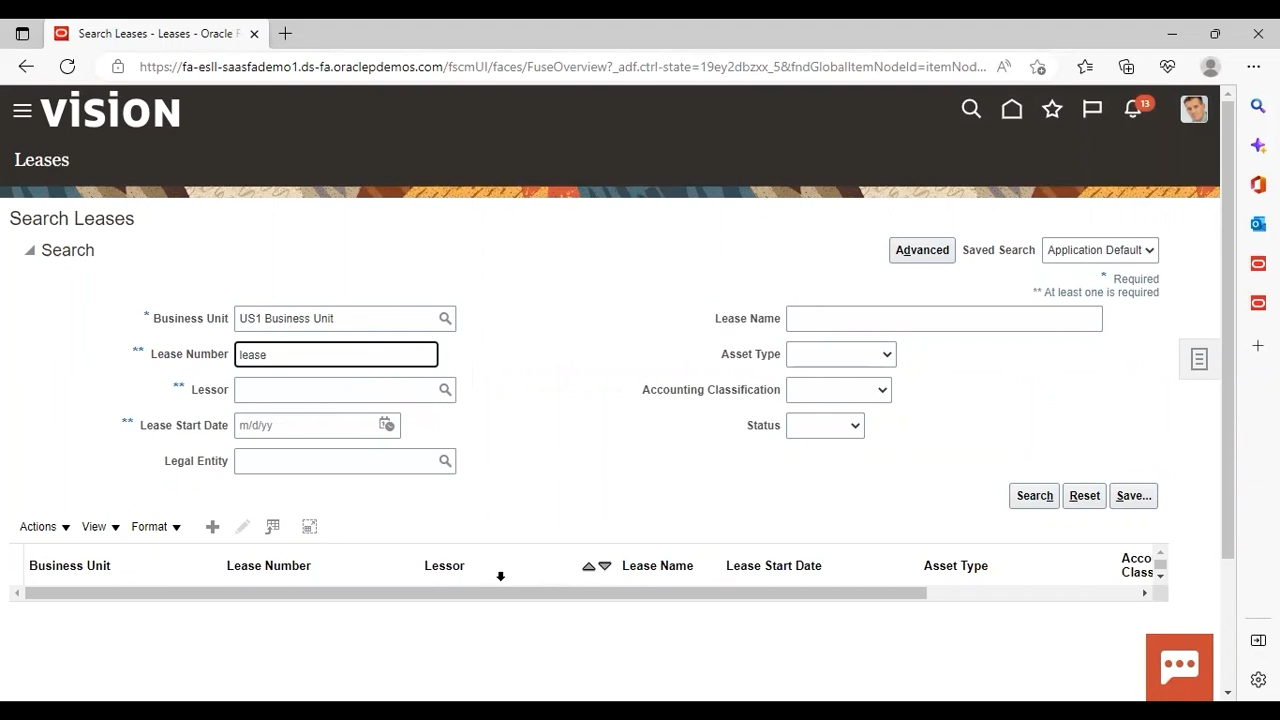 Search Leases - Leases - Oracle F
https://fa-esll-saasfademo1.ds-fa.oraclepdemos.com/fscmUI/faces/FuseOverview?_adf.ctrl-state=19ey2dbzxx_5&fndGlobalItemNodeId=itemNod...
vision
13
Leases
Search Leases
Search
Advanced Saved Search Application Default
* Required
** At least one is required
* Business Unit US1 Business Unit
Lease Name
** Lease Number lease
Asset Type
** Lessor
Accounting Classification
** Lease Start Date m/d/yy
Status
Legal Entity
Search Reset Save...
Actions View Format
Business Unit Lease Number Lessor Lease Name Lease Start Date Asset Type Acco
Class